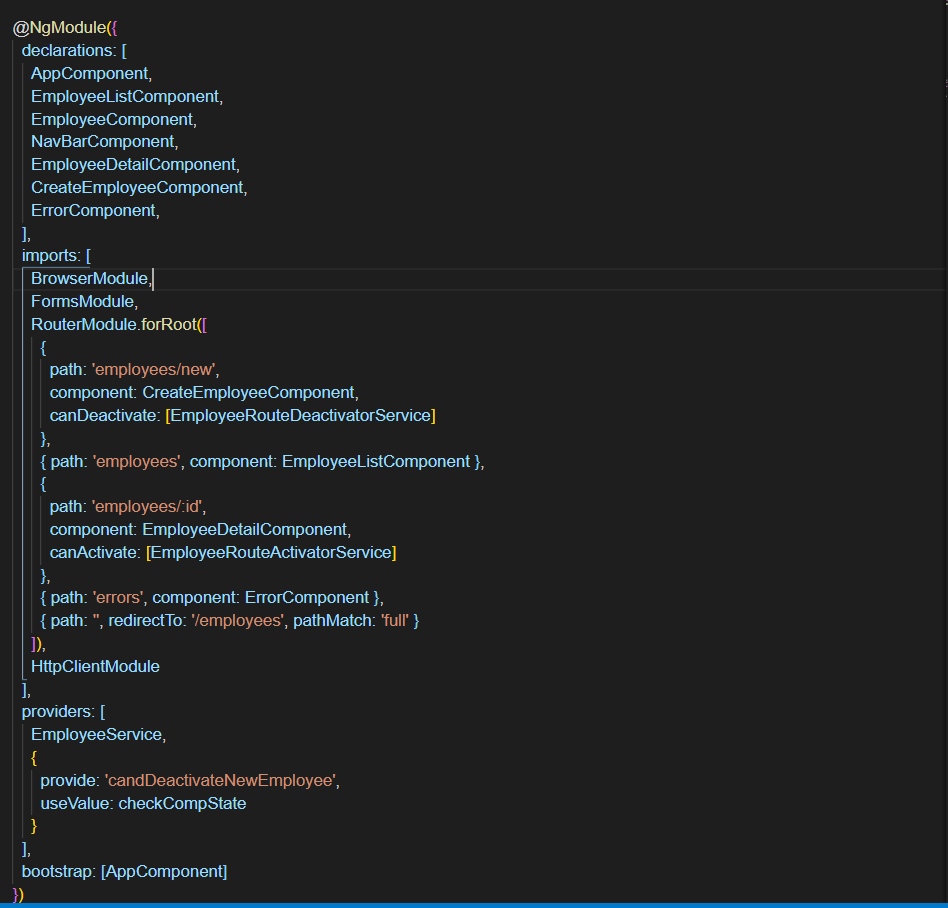 @NgModule({
declarations: [
AppComponent,
EmployeeListComponent,
EmployeeComponent,
NavBarComponent,
EmployeeDetailComponent,
CreateEmployeeComponent,
ErrorComponent,
],
imports: [
BrowserModule,
FormsModule,
RouterModule.forRoot([
{
path: 'employees/new',
component: CreateEmployeeComponent,
canDeactivate: [EmployeeRouteDeactivatorService]
},
{ path: 'employees', component: EmployeeListComponent },
{
path: 'employees/:id',
component: EmployeeDetailComponent,
canActivate: [EmployeeRouteActivatorService]
},
{ path: 'errors', component: ErrorComponent },
{ path: '', redirectTo: '/employees', pathMatch: 'full' }
]),
HttpClientModule
],
providers: [
EmployeeService,
{
provide: 'candDeactivateNewEmployee',
useValue: checkCompState
}
],
bootstrap: [AppComponent]
})